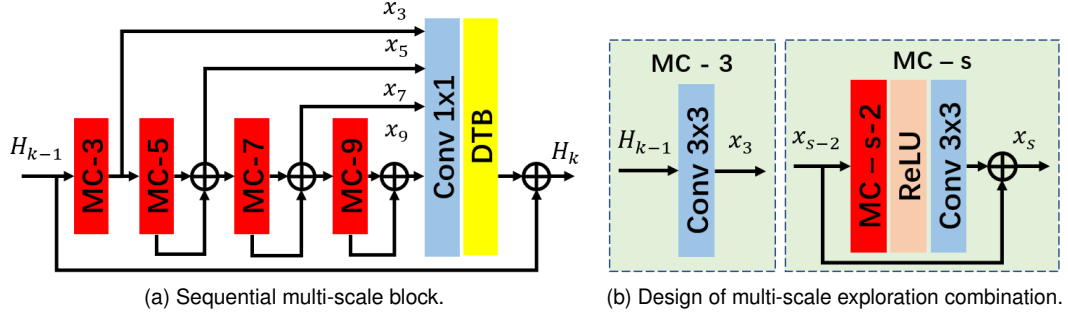 x₃
x₅
x₇
x₉
Hₖ₋₁
MC-3
MC-5
MC-7
MC-9
Conv 1x1
DTB
Hₖ
(a) Sequential multi-scale block.
MC - 3
Hₖ₋₁
Conv 3x3
x₃
MC – s
xₛ₋₂
MC – s-2
ReLU
Conv 3x3
xₛ
(b) Design of multi-scale exploration combination.